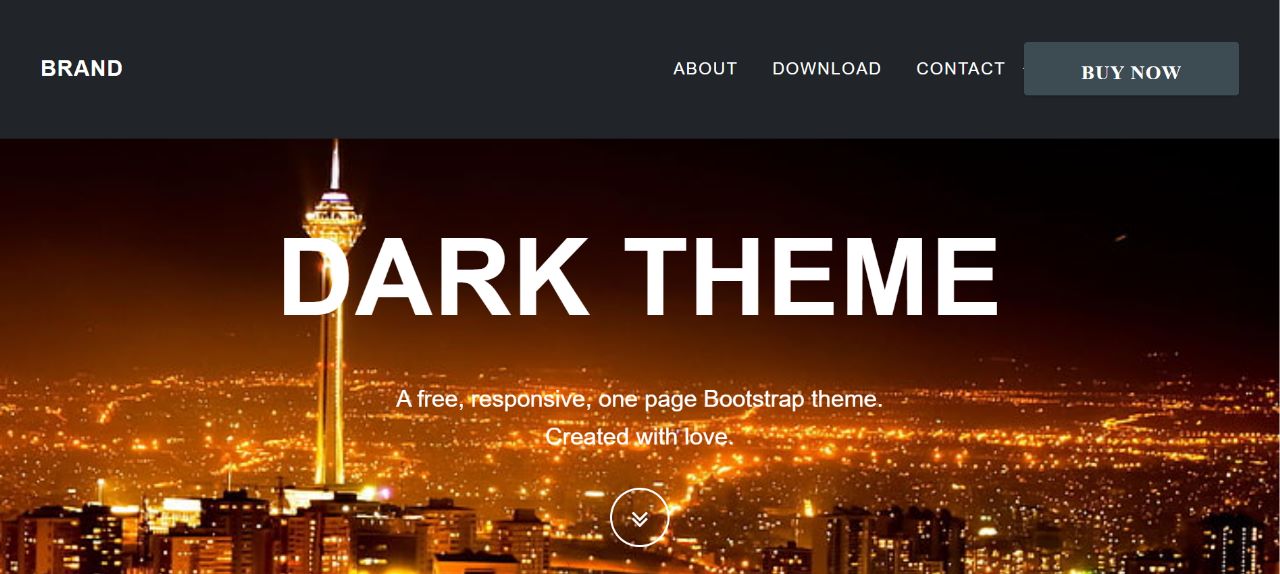 BRAND
ABOUT DOWNLOAD CONTACT BUY NOW
DARK THEME
A free, responsive, one page Bootstrap theme.
Created with love.